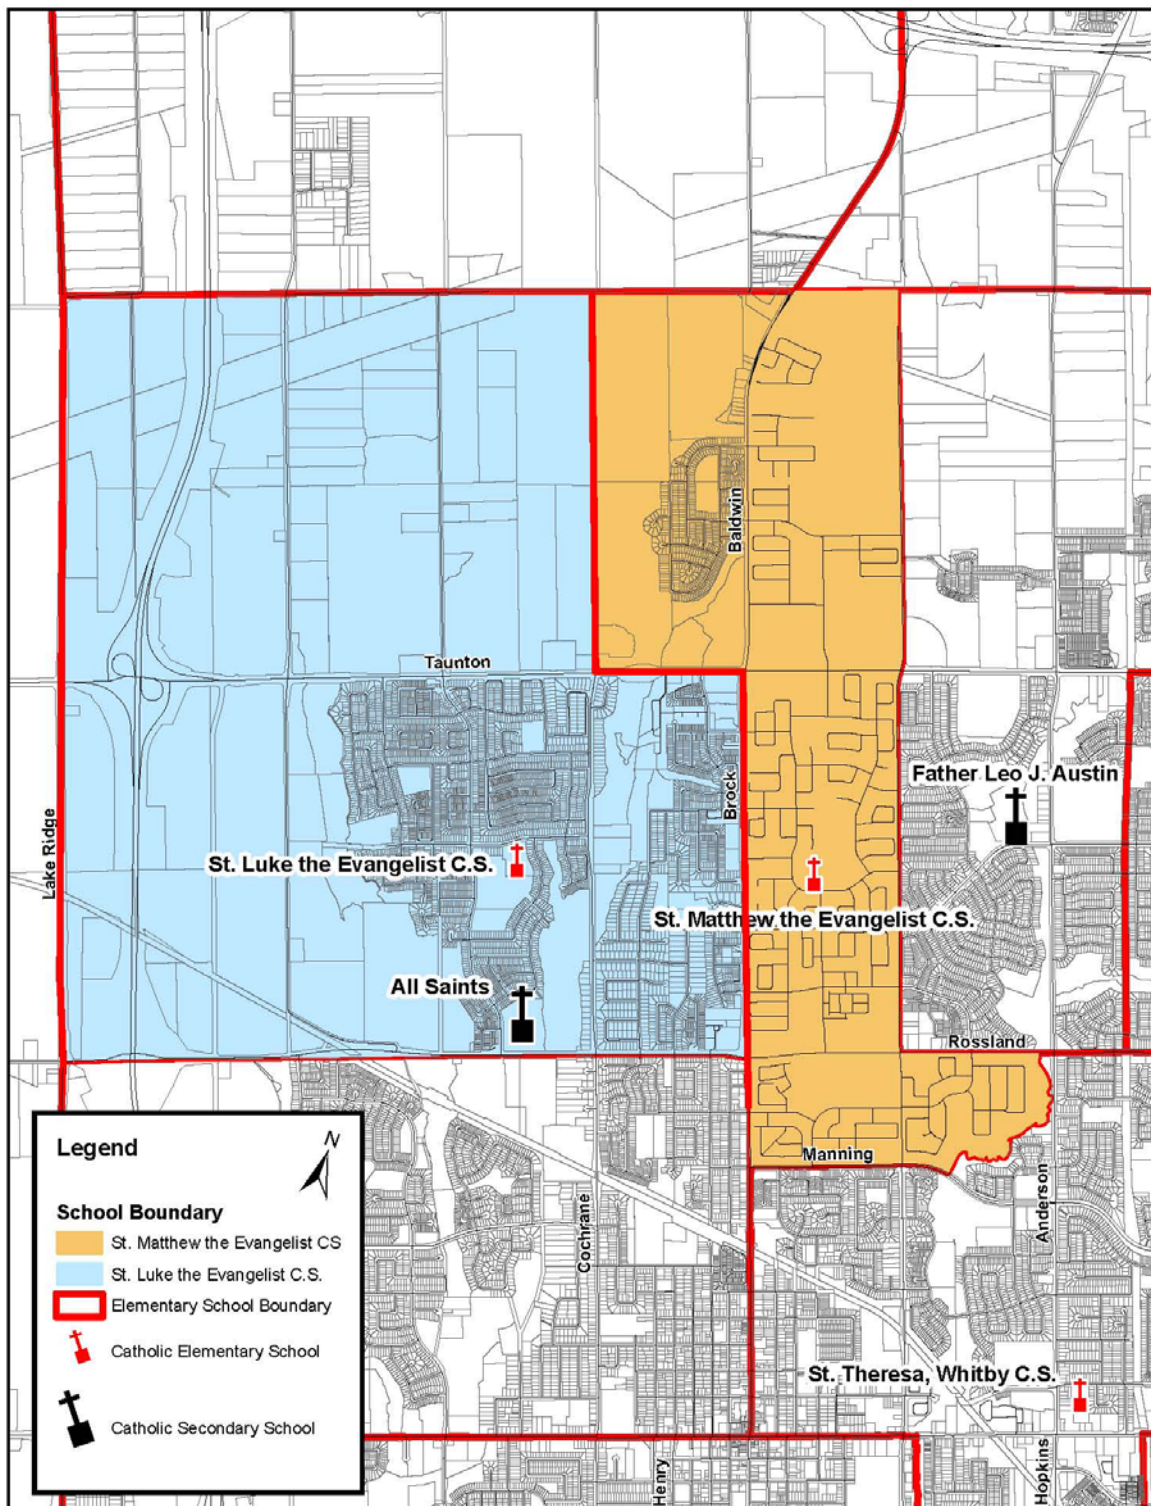 Baldwin
Taunton
Father Leo J. Austin
Brock
Lake Ridge
St. Luke the Evangelist C.S.
St. Matthew the Evangelist C.S.
All Saints
Rossland
Manning
Anderson
Cochrane
St. Theresa, Whitby C.S.
Henry
Hopkins
Legend
N
School Boundary
St. Matthew the Evangelist CS
St. Luke the Evangelist C.S.
Elementary School Boundary
Catholic Elementary School
Catholic Secondary School